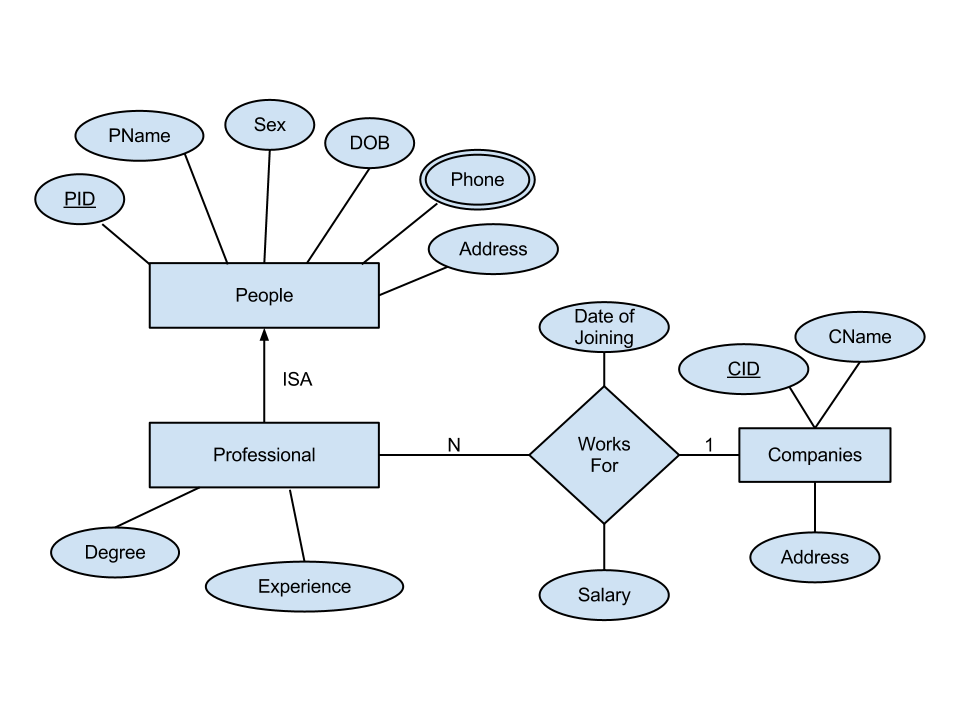 Sex
PName
DOB
Phone
PID
Address
People
Date of
Joining
CName
CID
ISA
Works
For
N
1
Professional
Companies
Degree
Experience
Salary
Address